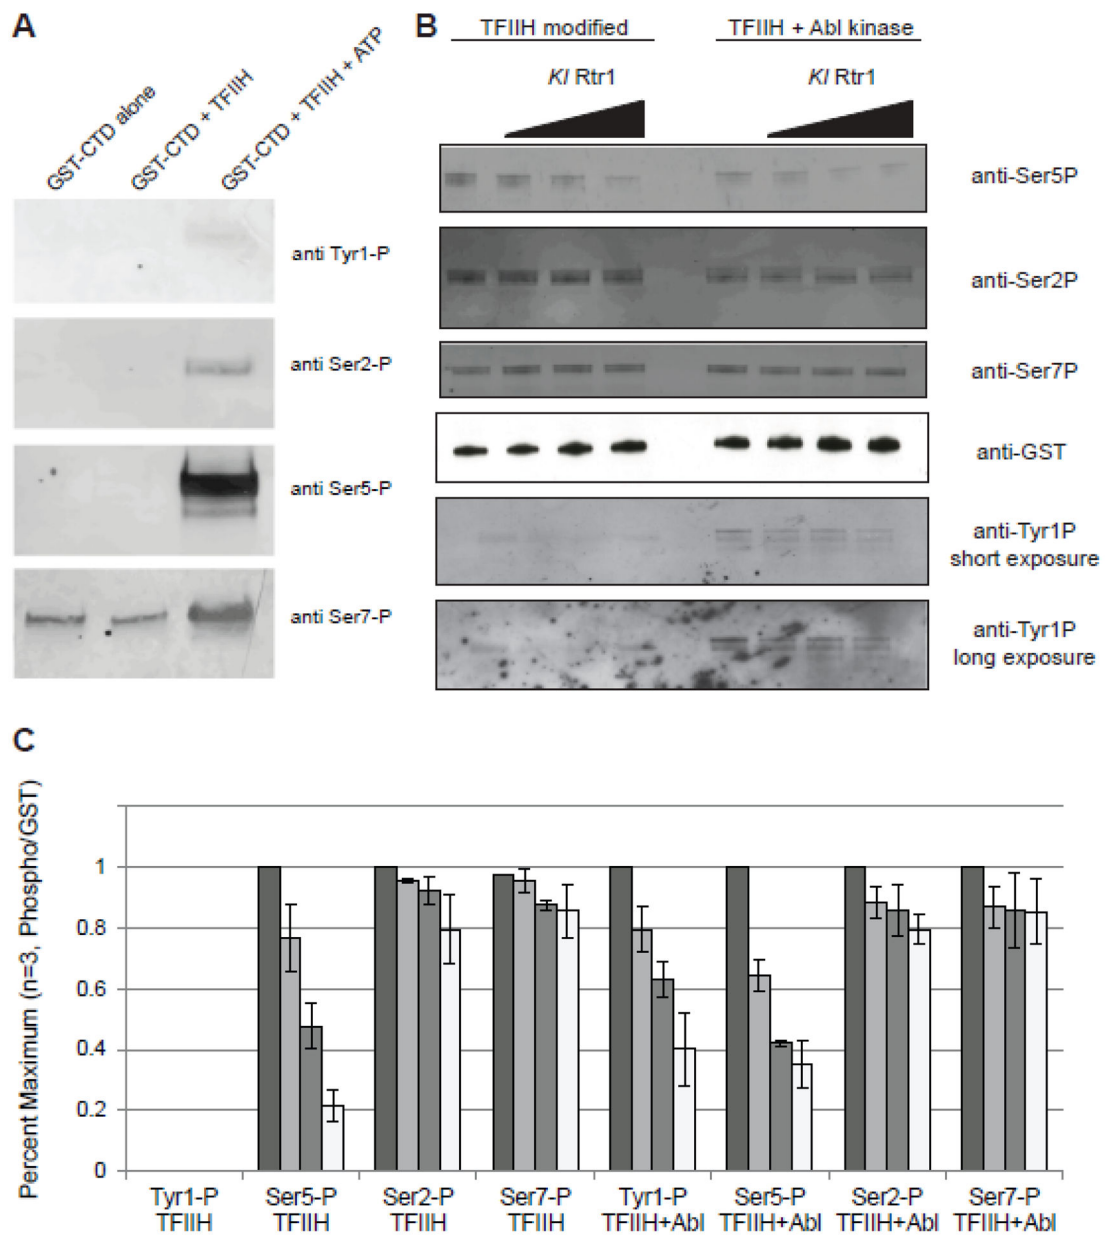 A
GST-CTD alone
GST-CTD + TFIIH
GST-CTD + TFIIH + ATP
anti Tyr1-P
anti Ser2-P
anti Ser5-P
anti Ser7-P
B
TFIIH modified
TFIIH + Abl kinase
Kl Rtr1
Kl Rtr1
anti-Ser5P
anti-Ser2P
anti-Ser7P
anti-GST
anti-Tyr1P
short exposure
anti-Tyr1P
long exposure
C
Percent Maximum (n=3, Phospho/GST)
1
0.8
0.6
0.4
0.2
0
Tyr1-P
TFIIH
Ser5-P
TFIIH
Ser2-P
TFIIH
Ser7-P
TFIIH
Tyr1-P
TFIIH+Abl
Ser5-P
TFIIH+Abl
Ser2-P
TFIIH+Abl
Ser7-P
TFIIH+Abl